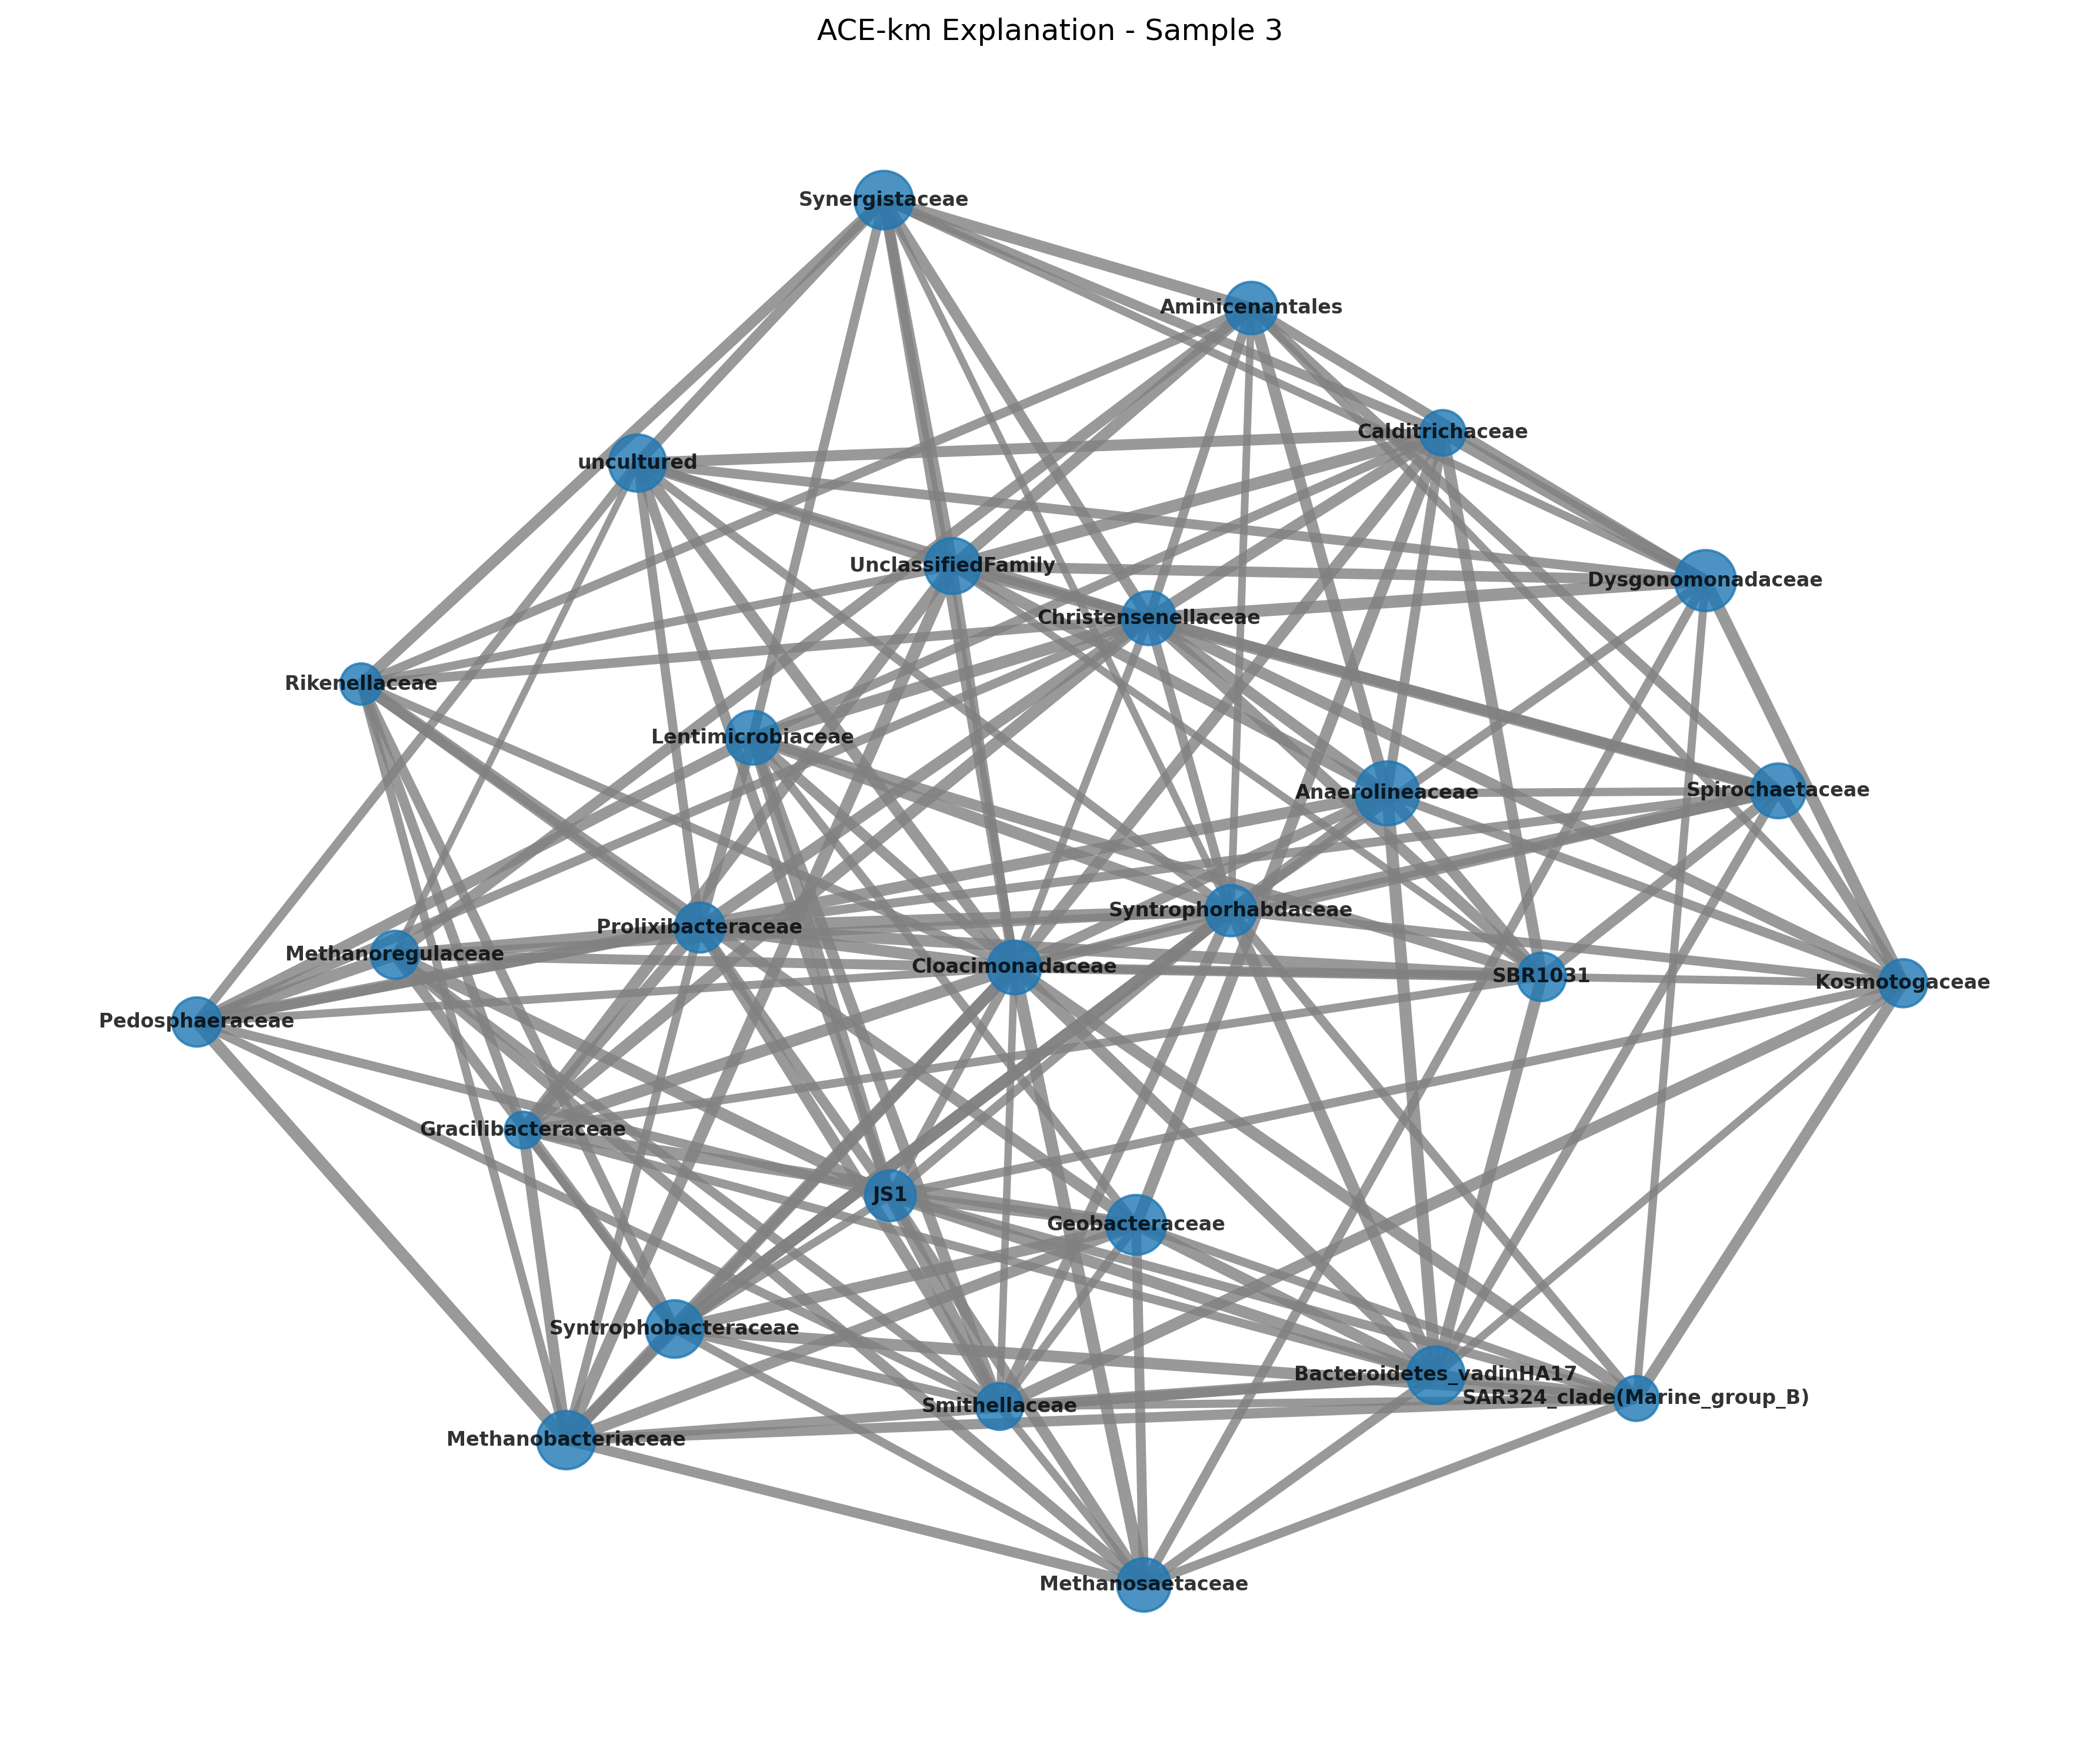 ACE-km Explanation - Sample 3
Synergistaceae
Aminicenantales
Calditrichaceae
uncultured
UnclassifiedFamily
Dysgonomonadaceae
Christensenellaceae
Rikenellaceae
Lentimicrobiaceae
Spirochaetaceae
Anaerolineaceae
Syntrophorhabdaceae
Prolixibacteraceae
Methanoregulaceae
Cloacimonadaceae
SBR1031
Kosmotogaceae
Pedosphaeraceae
Gracilibacteraceae
JS1
Geobacteraceae
Syntrophobacteraceae
Bacteroidetes_vadinHA17
SAR324_clade(Marine_group_B)
Smithellaceae
Methanobacteriaceae
Methanosaetaceae